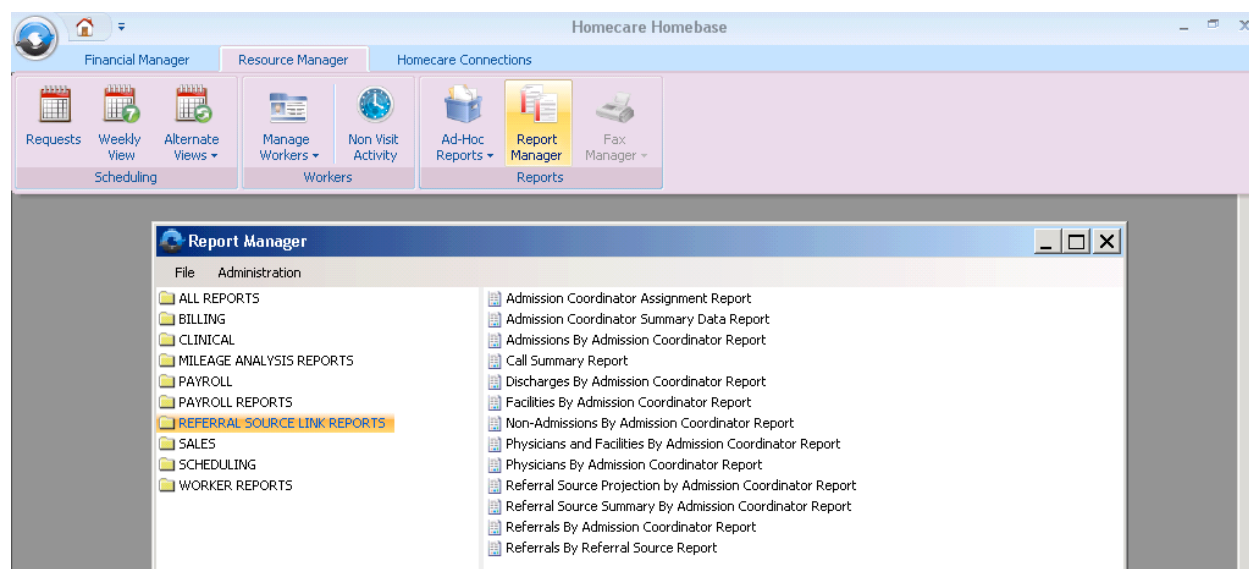 Homecare Homebase
Financial Manager Resource Manager Homecare Connections
Requests Weekly View Alternate Views Manage Workers Non Visit Activity Ad-Hoc Reports Report Manager Fax Manager
Scheduling Workers Reports
Report Manager
File Administration
ALL REPORTS
BILLING
CLINICAL
MILEAGE ANALYSIS REPORTS
PAYROLL
PAYROLL REPORTS
REFERRAL SOURCE LINK REPORTS
SALES
SCHEDULING
WORKER REPORTS
Admission Coordinator Assignment Report
Admission Coordinator Summary Data Report
Admissions By Admission Coordinator Report
Call Summary Report
Discharges By Admission Coordinator Report
Facilities By Admission Coordinator Report
Non-Admissions By Admission Coordinator Report
Physicians and Facilities By Admission Coordinator Report
Physicians By Admission Coordinator Report
Referral Source Projection by Admission Coordinator Report
Referral Source Summary By Admission Coordinator Report
Referrals By Admission Coordinator Report
Referrals By Referral Source Report